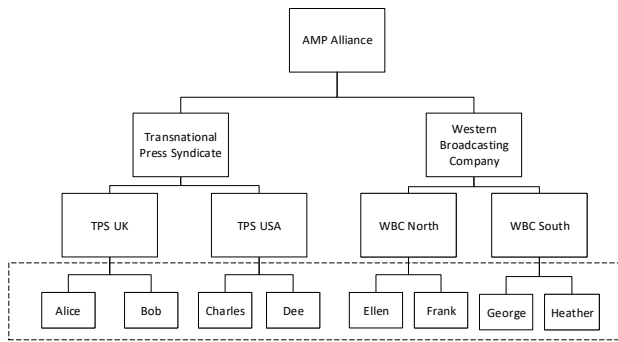 AMP Alliance
Transnational
Press Syndicate
Western
Broadcasting
Company
TPS UK
TPS USA
WBC North
WBC South
Alice
Bob
Charles
Dee
Ellen
Frank
George
Heather